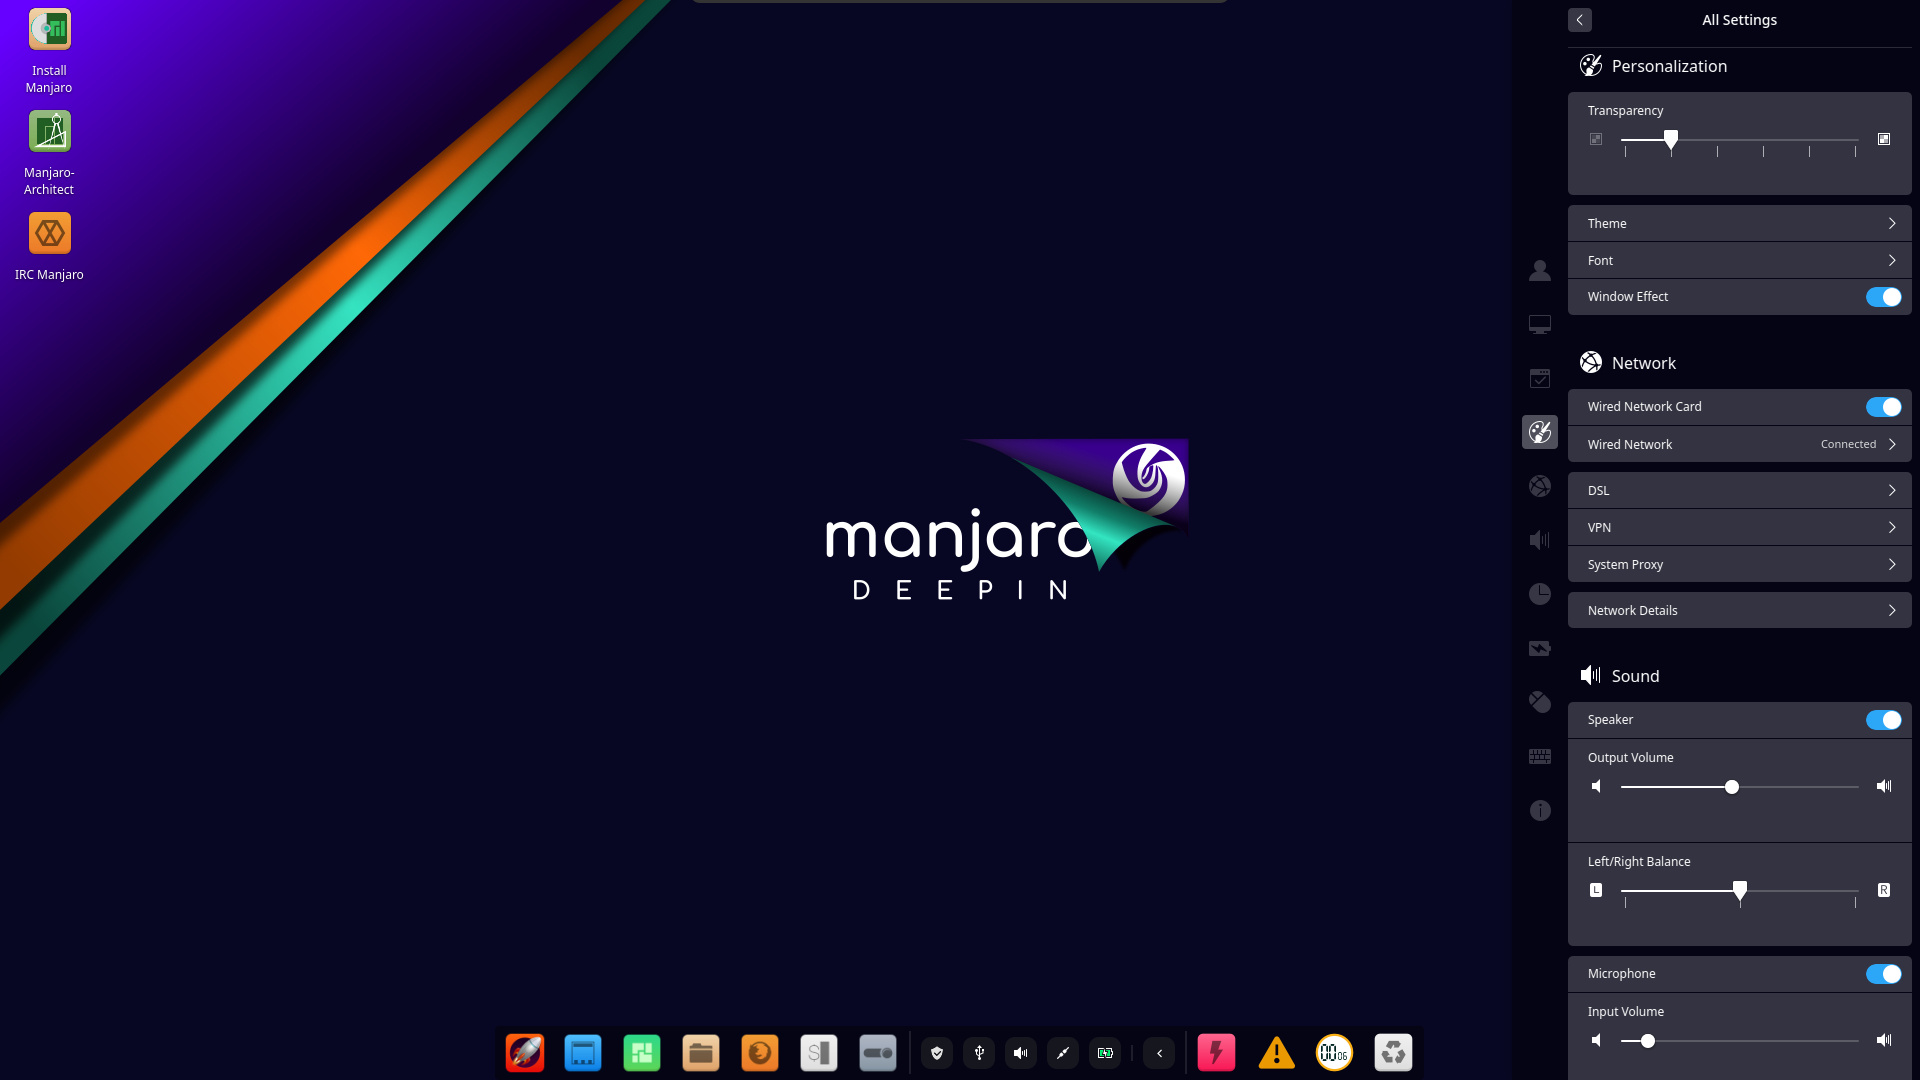 Install
Manjaro
Manjaro-
Architect
IRC Manjaro
manjaro
DEEPIN
All Settings
Personalization
Transparency
Theme
Font
Window Effect
Network
Wired Network Card
Wired Network Connected
DSL
VPN
System Proxy
Network Details
Sound
Speaker
Output Volume
Left/Right Balance
L R
Microphone
Input Volume
00 06